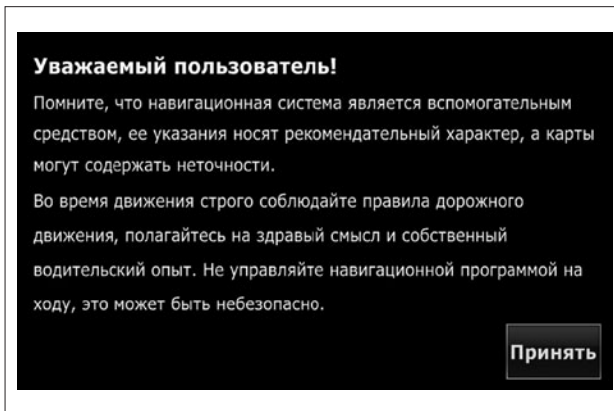 Уважаемый пользователь!
Помните, что навигационная система является вспомогательным
средством, ее указания носят рекомендательный характер, а карты
могут содержать неточности.
Во время движения строго соблюдайте правила дорожного
движения, полагайтесь на здравый смысл и собственный
водительский опыт. Не управляйте навигационной программой на
ходу, это может быть небезопасно.
Принять